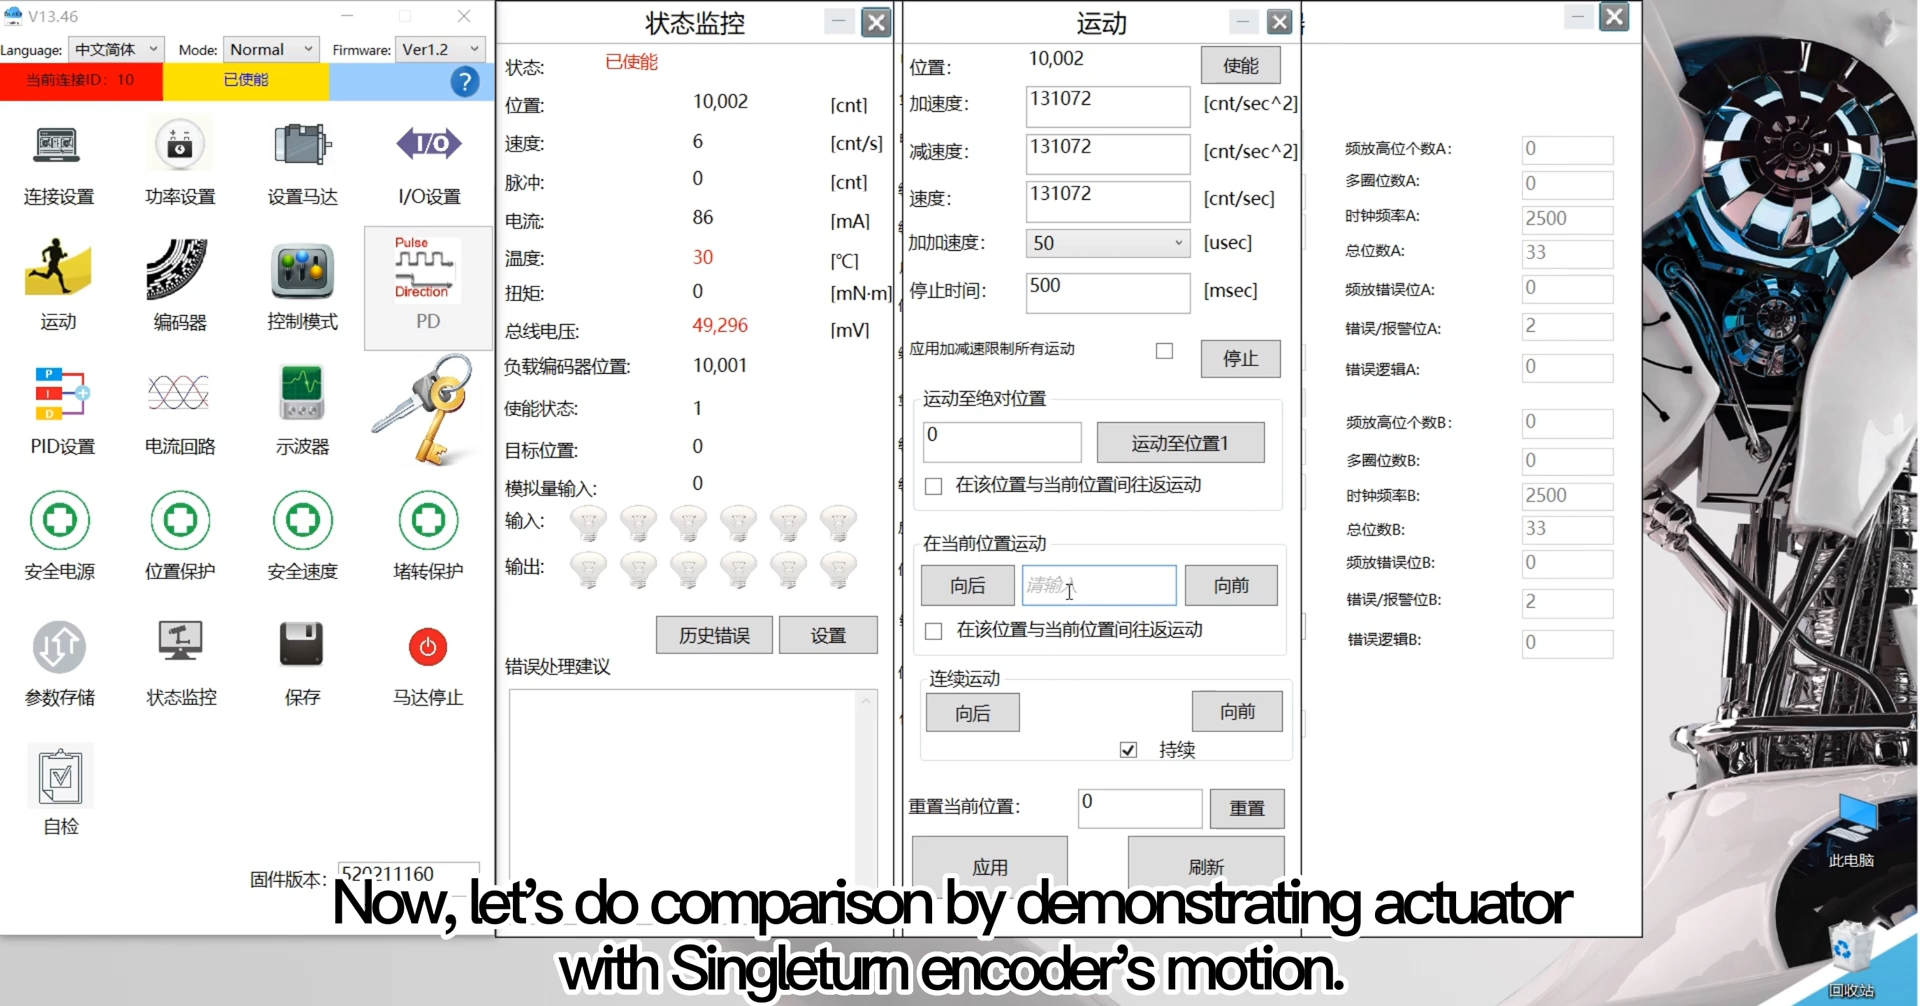 V13.46
Language: 中文简体 Mode: Normal Firmware: Ver1.2
当前连接ID: 10 已使能 ?
连接设置 功率设置 设置马达 I/O I/O设置
运动 编码器 控制模式 Pulse Direction PD
P I D
PID设置 电流回路 示波器
安全电源 位置保护 安全速度 堵转保护
参数存储 状态监控 保存 马达停止
自检
固件版本: 520211160
状态监控
状态: 已使能
位置: 10,002 [cnt]
速度: 6 [cnt/s]
脉冲: 0 [cnt]
电流: 86 [mA]
温度: 30 [℃]
扭矩: 0 [mN·m]
总线电压: 49,296 [mV]
负载编码器位置: 10,001
使能状态: 1
目标位置: 0
模拟量输入: 0
输入:
输出:
历史错误 设置
错误处理建议
运动
位置: 10,002 使能
加速度: 131072 [cnt/sec^2]
减速度: 131072 [cnt/sec^2]
速度: 131072 [cnt/sec]
加加速度: 50 [usec]
停止时间: 500 [msec]
应用加减速限制所有运动 停止
运动至绝对位置
0 运动至位置1
在该位置与当前位置间往返运动
在当前位置运动
向后 请输入 向前
在该位置与当前位置间往返运动
连续运动
向后 向前
持续
重置当前位置: 0 重置
应用 刷新
频放高位个数A: 0
多圈位数A: 0
时钟频率A: 2500
总位数A: 33
频放错误位A: 0
错误/报警位A: 2
错误逻辑A: 0
频放高位个数B: 0
多圈位数B: 0
时钟频率B: 2500
总位数B: 33
频放错误位B: 0
错误/报警位B: 2
错误逻辑B: 0
此电脑
回收站
Now, let's do comparison by demonstrating actuator
with Singleturn encoder's motion.